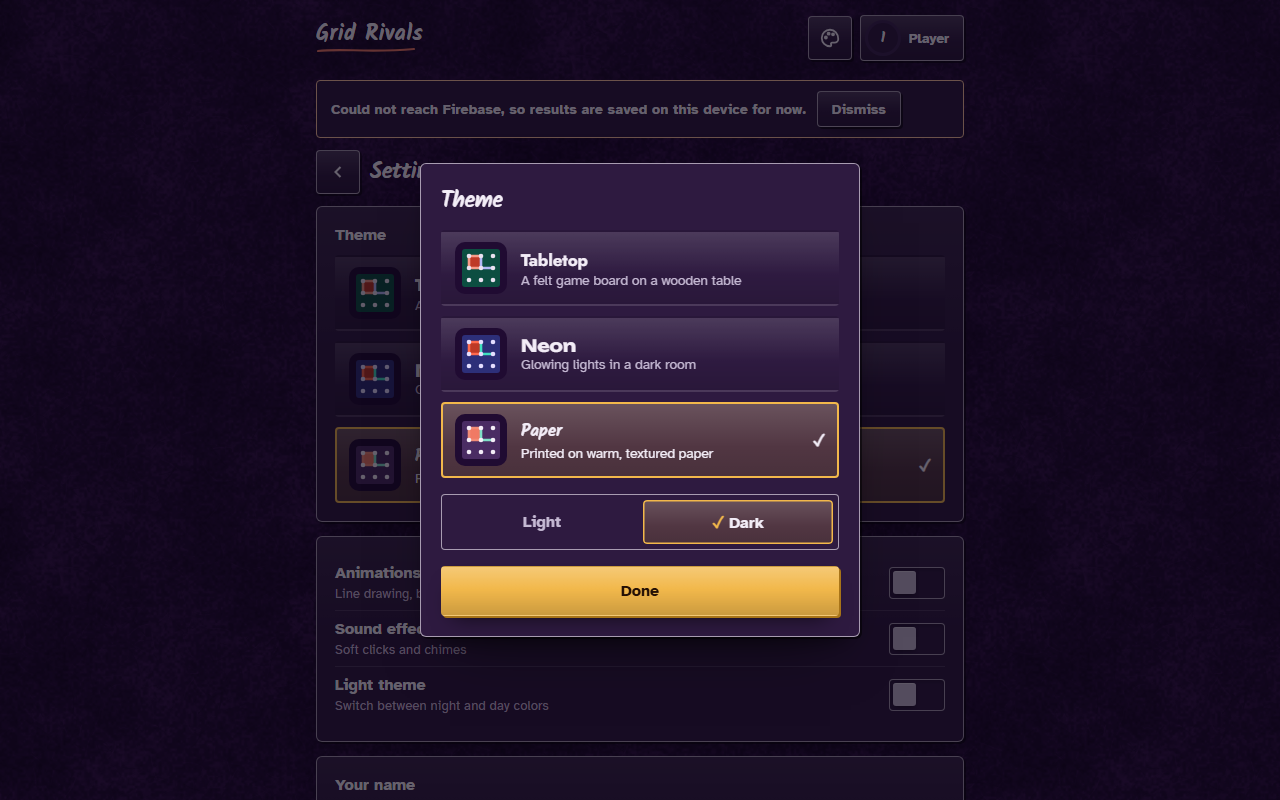 Grid Rivals
Player
Could not reach Firebase, so results are saved on this device for now.
Dismiss
Theme
Theme
Tabletop
A felt game board on a wooden table
Neon
Glowing lights in a dark room
Paper
Printed on warm, textured paper
Light
✓ Dark
Done
Animations
Line drawing,
Sound
Soft clicks and chimes
Light theme
Switch between night and day colors
Your name